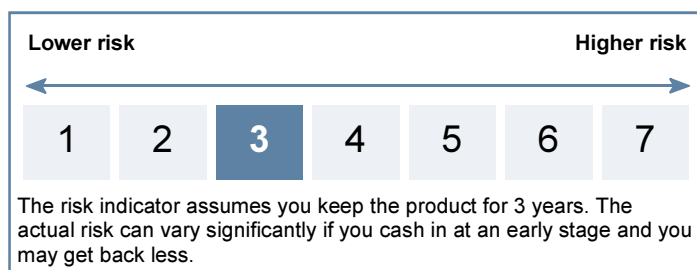 Lower risk Higher risk
1 2 3 4 5 6 7
The risk indicator assumes you keep the product for 3 years. The
actual risk can vary significantly if you cash in at an early stage and you
may get back less.